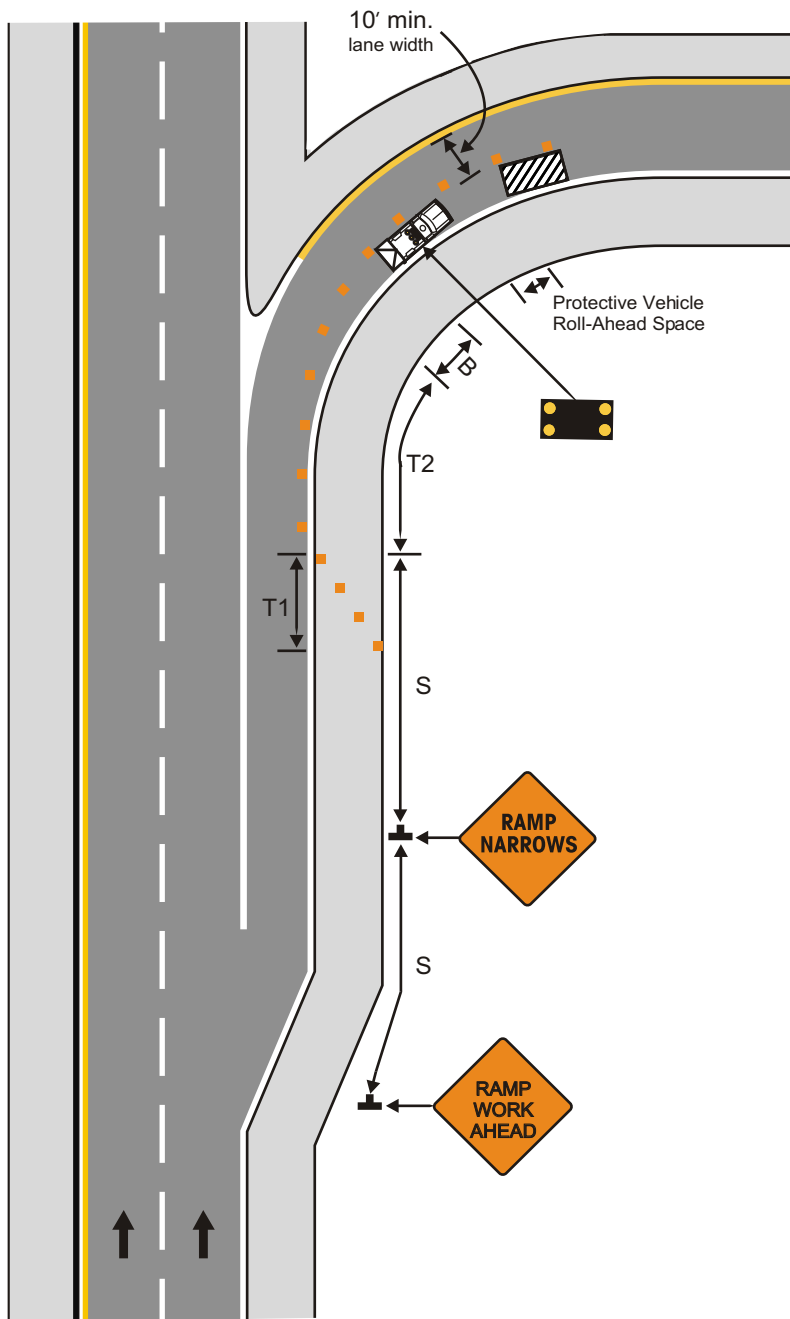 10' min.
lane width
Protective Vehicle
Roll-Ahead Space
B
T2
T1
S
RAMP
NARROWS
S
RAMP
WORK
AHEAD